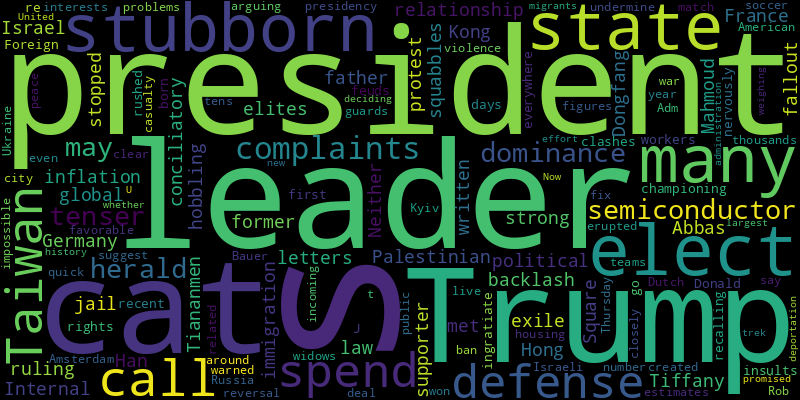 re
interests
problems
arguing
presidency
relationship
migrants
undermine
match
soccer
United
Israel
stubborn
Kong
state
France
American
Foreign
president
stopped
peace
rushed
casualty
born
conciliatory
father
feuds
tens
elites
deciding
guards
protest
squabbles
violence
days
everywhere
figures
Dongfang
war
year
Adm
Mahmoud
administration
nervously
weighing
fallout
Ukraine
even
may
complaints
dominance
effort
clashes
workers
thousands
many
clear
city
inflation
hobbling
new
leader
Neither
written
first
former
Kyiv
strong
Now
fix
championing
U
global
whether
tenser
favorable
semiconductor
impossible
Taiwan
Germany
history
suggest
erupted
Abbas
largest
elect
teams
quick
herald
Tiananmen
Bauer
letters
Palestinian
political
backlash
live
Dutch
Donald
say
cat
S
Trump
jail
recent
rights
related
immigration
incoming
t
J
law
public
supporter
met
ban
ingratiate
exile
Hong
housing
Square
Thursday
go
closely
recalling
trek
deportation
Amsterdam
Han
around
warned
Russia
reversal
widows
spend
deal
won
defense
Israeli
number
created
Tiffany
estimates
insults
promised
Rob
ruling
Internal
call